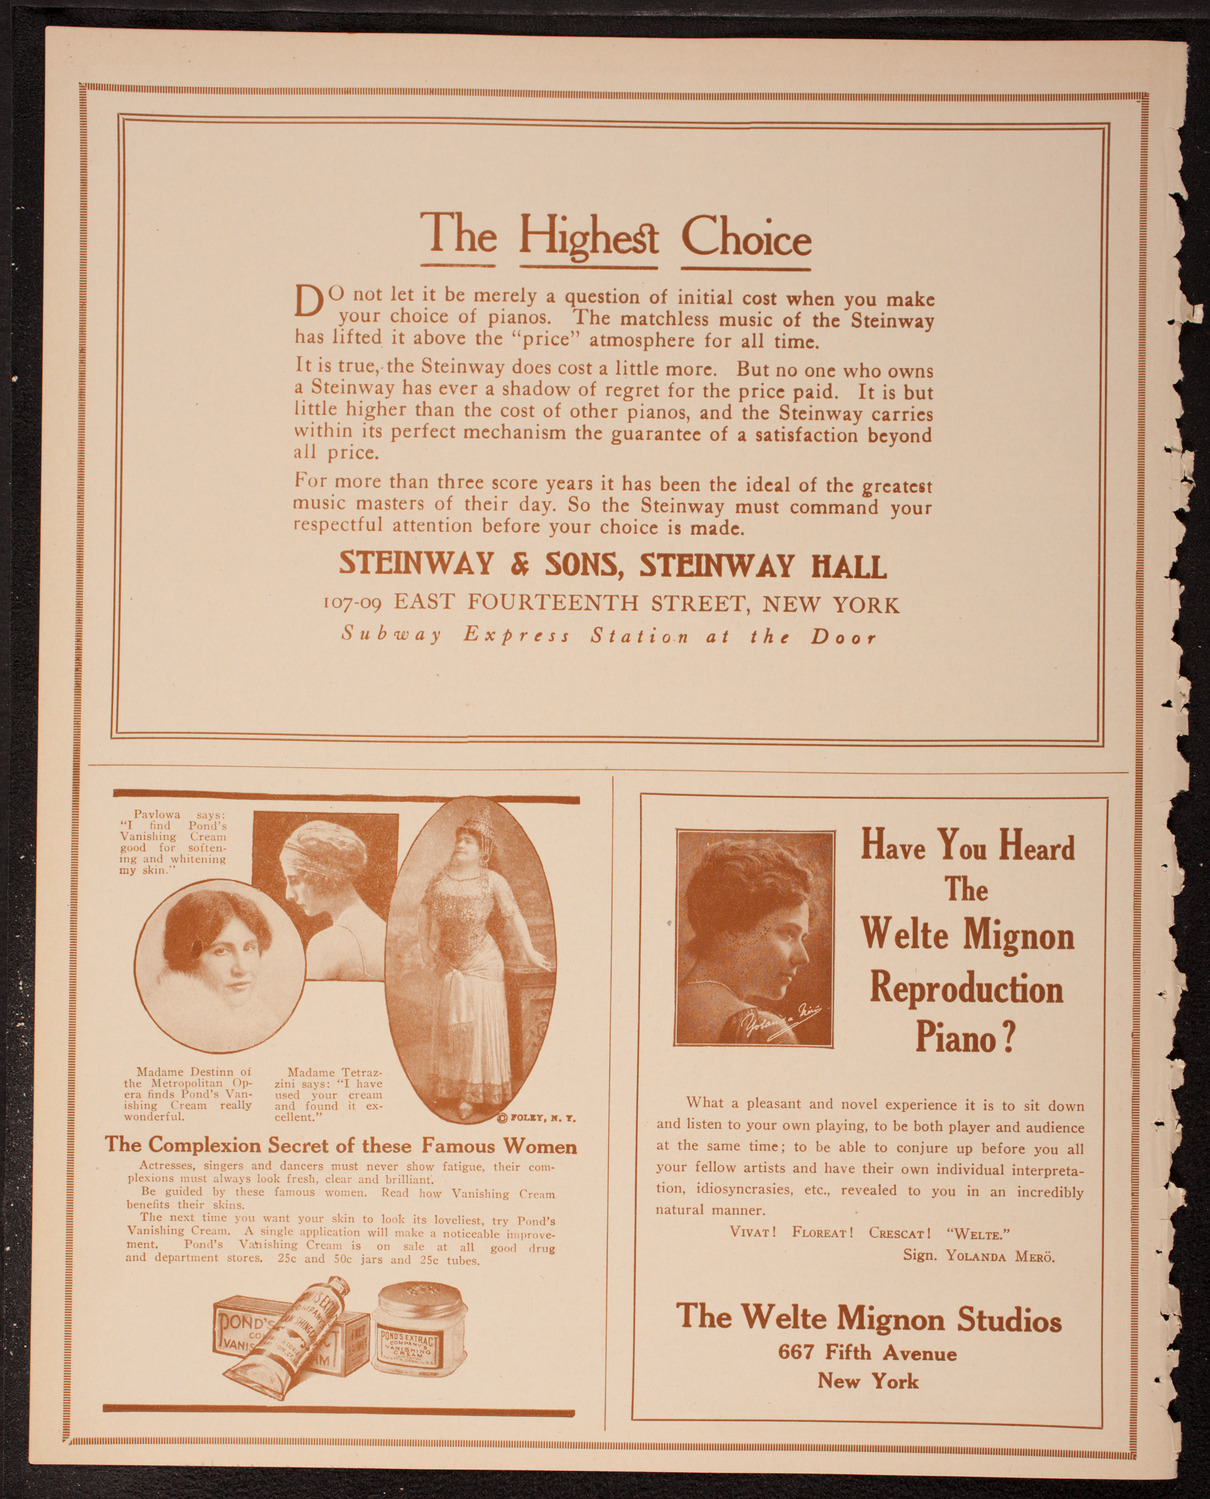 The Highest Choice
DO not let it be merely a question of initial cost when you make
your choice of pianos. The matchless music of the Steinway
has lifted it above the “price” atmosphere for all time.
It is true, the Steinway does cost a little more. But no one who owns
a Steinway has ever a shadow of regret for the price paid. It is but
little higher than the cost of other pianos, and the Steinway carries
within its perfect mechanism the guarantee of a satisfaction beyond
all price.
For more than three score years it has been the ideal of the greatest
music masters of their day. So the Steinway must command your
respectful attention before your choice is made.
STEINWAY & SONS, STEINWAY HALL
107-09 EAST FOURTEENTH STREET, NEW YORK
Subway Express Station at the Door
Pavlowa says:
“I find Pond's
Vanishing Cream
good for soften-
ing and whitening
my skin.”
Madame Destinn of
the Metropolitan Op-
era finds Pond's Van-
ishing Cream really
wonderful.
Madame Tetraz-
zini says: “I have
used your cream
and found it ex-
cellent.”
© FOLEY, N. Y.
The Complexion Secret of these Famous Women
Actresses, singers and dancers must never show fatigue, their com-
plexions must always look fresh, clear and brilliant.
Be guided by these famous women. Read how Vanishing Cream
benefits their skins.
The next time you want your skin to look its loveliest, try Pond's
Vanishing Cream. A single application will make a noticeable improve-
ment. Pond's Vanishing Cream is on sale at all good drug
and department stores. 25c and 50c jars and 25c tubes.
POND'S
VANIS
POND'S EXTRACT
COMPANY'S
VANISHING
CREAM
Yolanda Merö
Have You Heard
The
Welte Mignon
Reproduction
Piano?
What a pleasant and novel experience it is to sit down
and listen to your own playing, to be both player and audience
at the same time; to be able to conjure up before you all
your fellow artists and have their own individual interpreta-
tion, idiosyncrasies, etc., revealed to you in an incredibly
natural manner.
VIVAT! FLOREAT! CRESCAT! “WELTE.”
Sign. YOLANDA MERÖ.
The Welte Mignon Studios
667 Fifth Avenue
New York